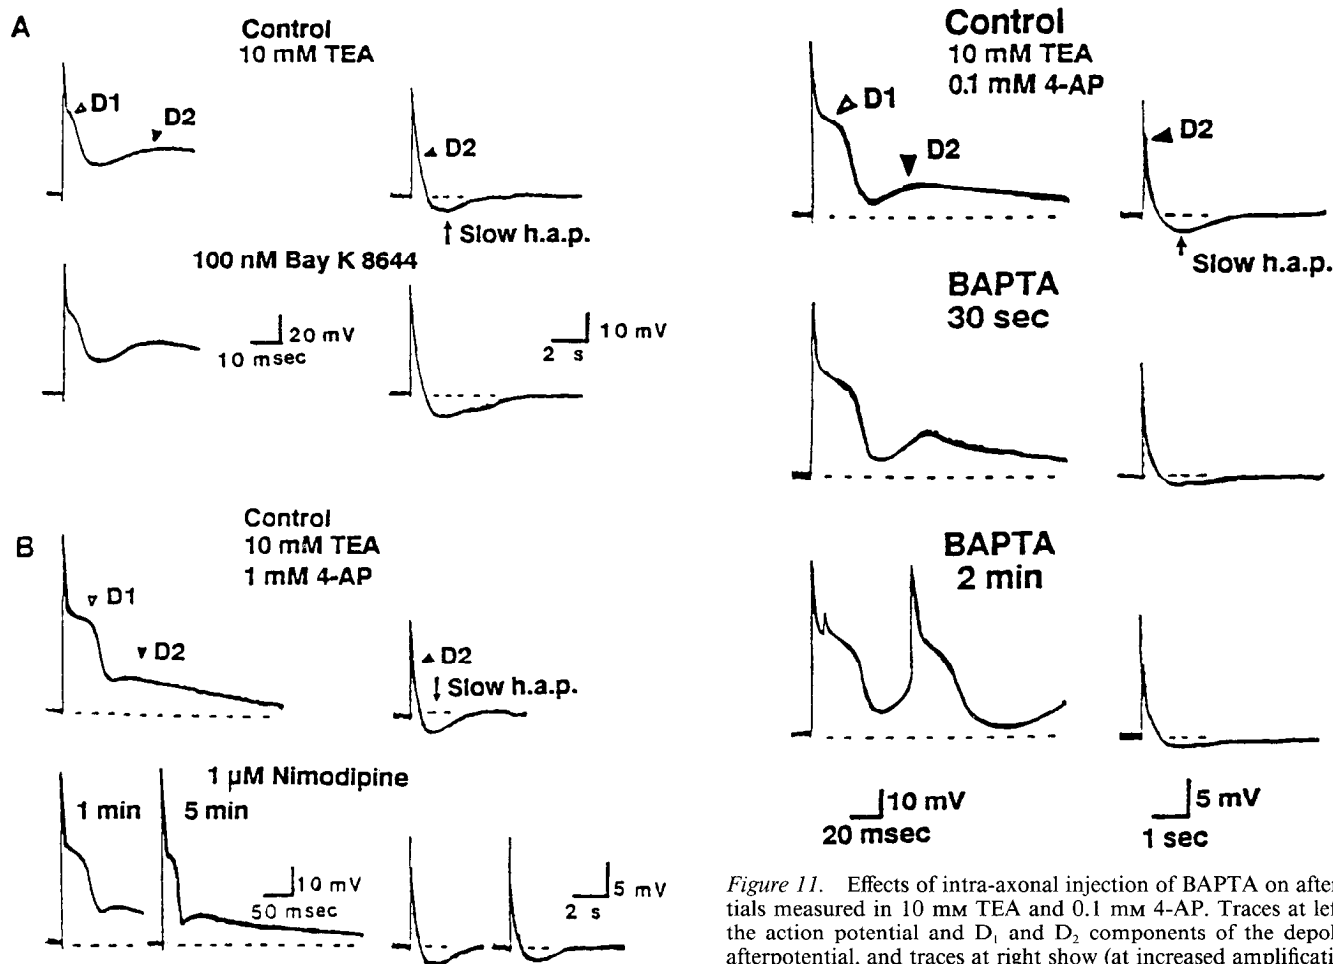 A
Control
10 mM TEA
D1
D2
D2
Slow h.a.p.
100 nM Bay K 8644
20 mV
10 msec
10 mV
2 s
B
Control
10 mM TEA
1 mM 4-AP
D1
D2
D2
Slow h.a.p.
1 µM Nimodipine
1 min
5 min
10 mV
50 msec
5 mV
2 s
Control
10 mM TEA
0.1 mM 4-AP
D1
D2
D2
Slow h.a.p.
BAPTA
30 sec
BAPTA
2 min
10 mV
20 msec
5 mV
1 sec
Figure 11. Effects of intra-axonal injection of BAPTA on after
tials measured in 10 mM TEA and 0.1 mM 4-AP. Traces at lef
the action potential and D1 and D2 components of the depol
afterpotential, and traces at right show (at increased amplificati